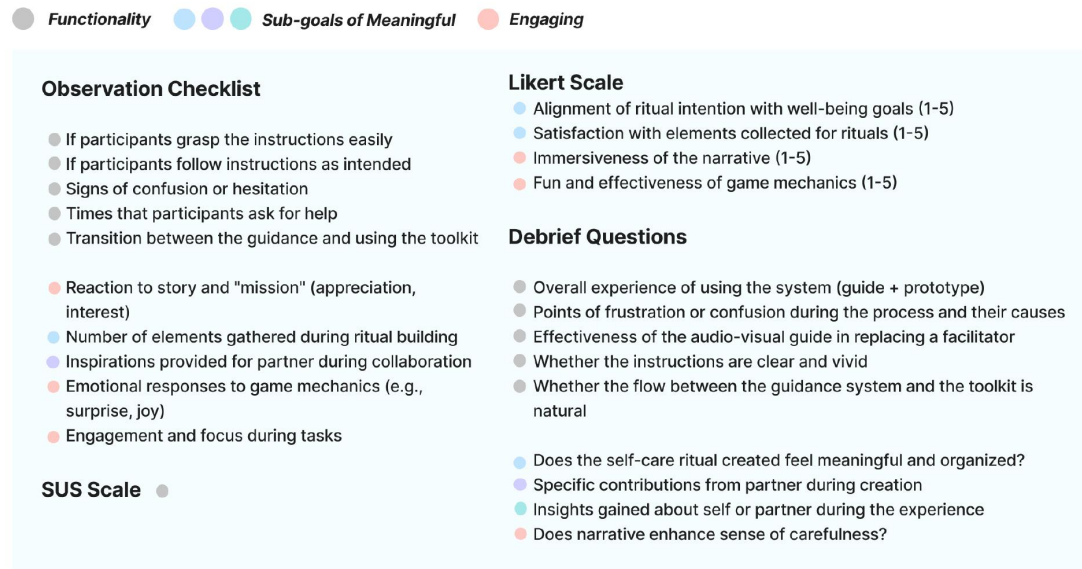 Functionality
Sub-goals of Meaningful
Engaging
Observation Checklist
If participants grasp the instructions easily
If participants follow instructions as intended
Signs of confusion or hesitation
Times that participants ask for help
Transition between the guidance and using the toolkit
Reaction to story and "mission" (appreciation,
interest)
Number of elements gathered during ritual building
Inspirations provided for partner during collaboration
Emotional responses to game mechanics (e.g.,
surprise, joy)
Engagement and focus during tasks
SUS Scale
Likert Scale
Alignment of ritual intention with well-being goals (1-5)
Satisfaction with elements collected for rituals (1-5)
Immersiveness of the narrative (1-5)
Fun and effectiveness of game mechanics (1-5)
Debrief Questions
Overall experience of using the system (guide + prototype)
Points of frustration or confusion during the process and their causes
Effectiveness of the audio-visual guide in replacing a facilitator
Whether the instructions are clear and vivid
Whether the flow between the guidance system and the toolkit is
natural
Does the self-care ritual created feel meaningful and organized?
Specific contributions from partner during creation
Insights gained about self or partner during the experience
Does narrative enhance sense of carefulness?